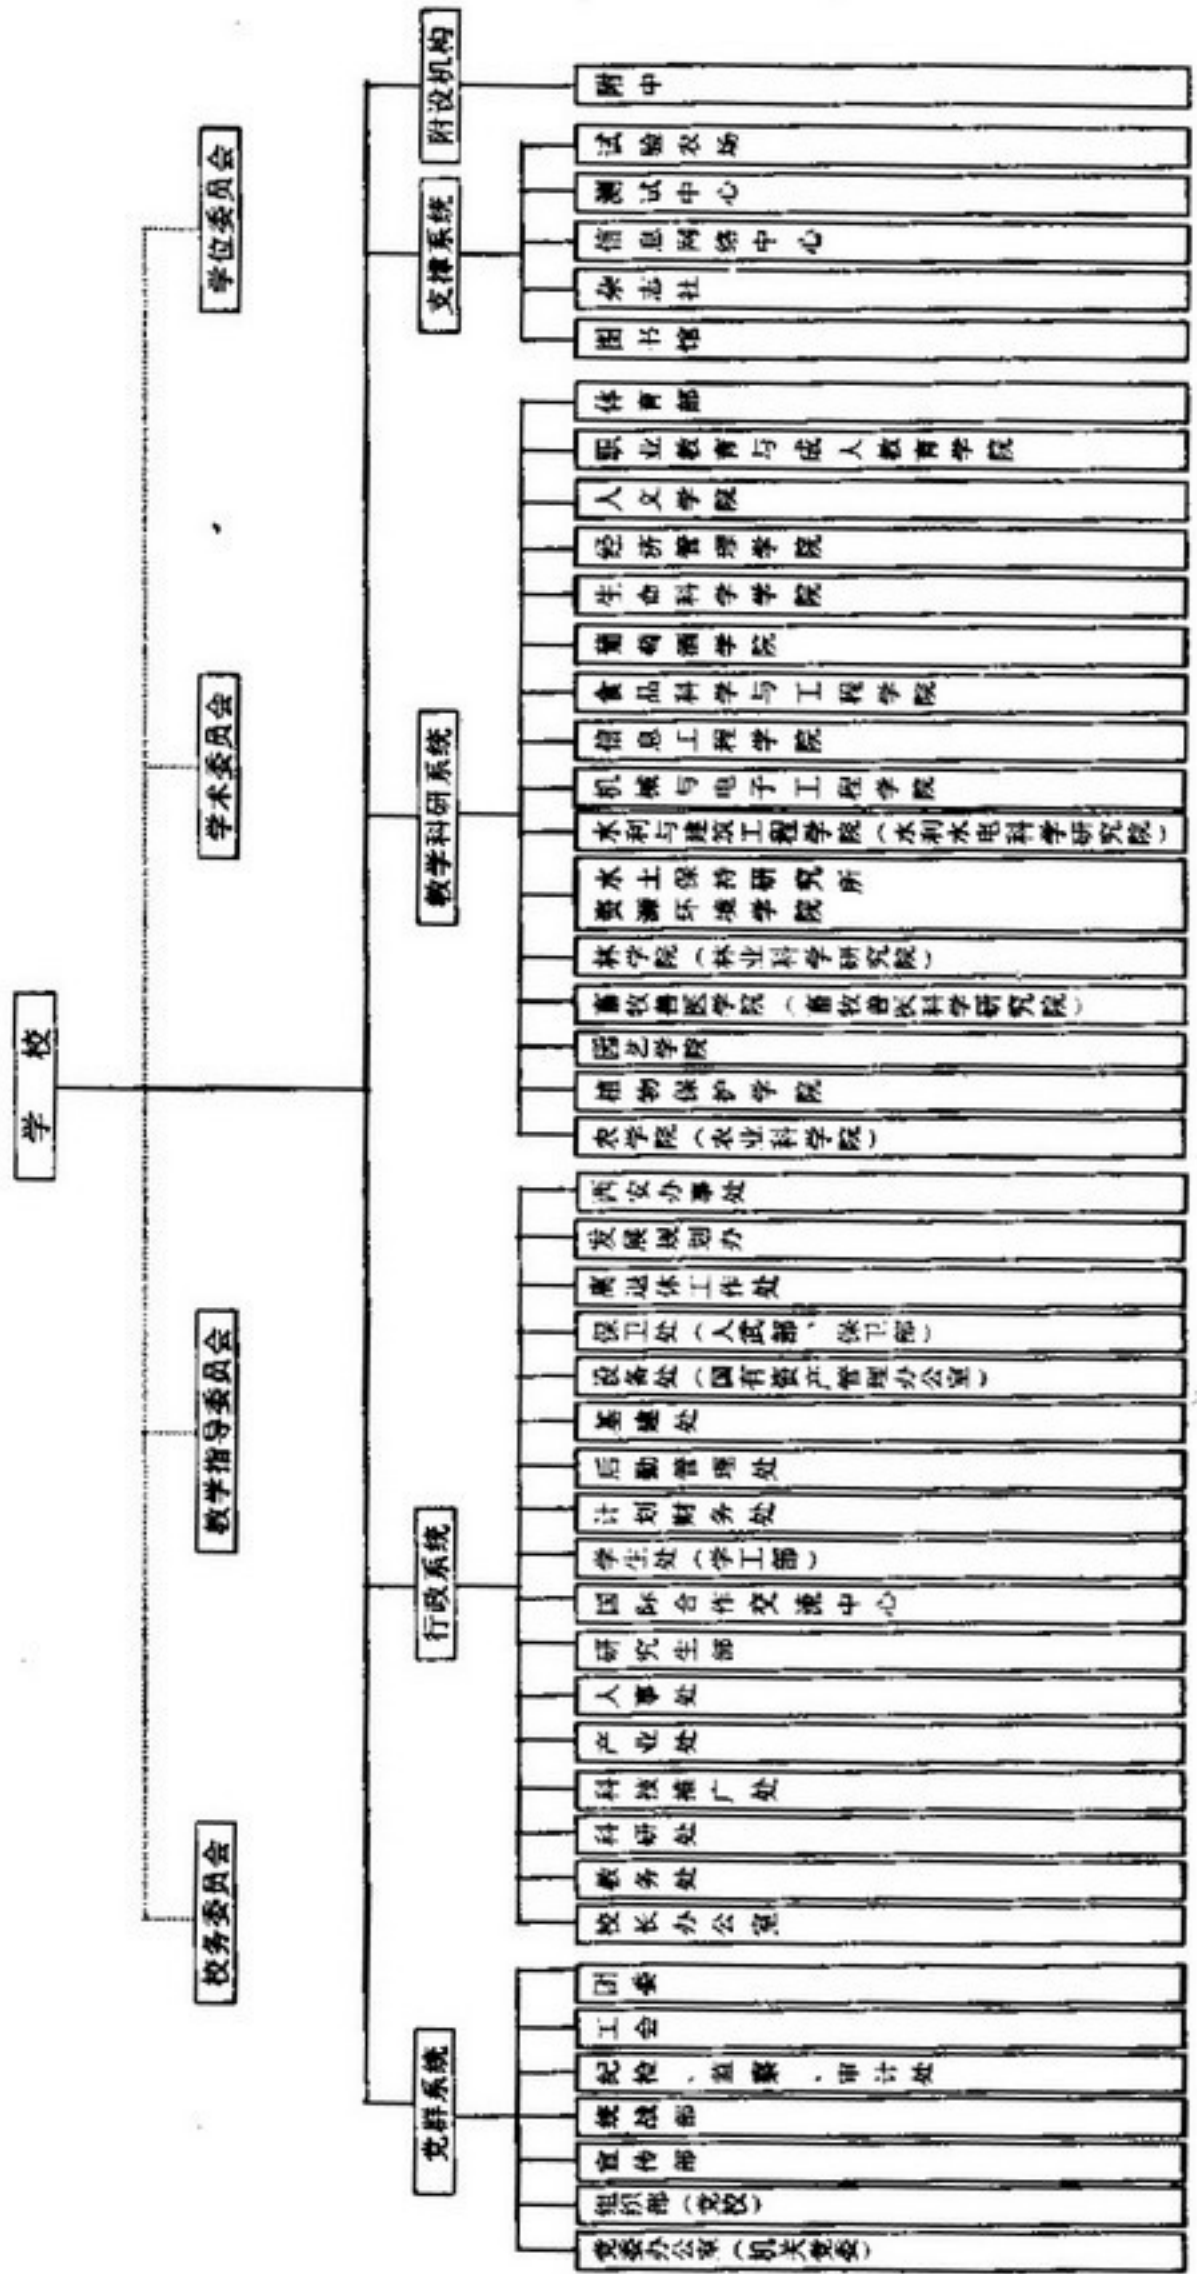 学 校
校务委员会
教学指导委员会
学术委员会
学位委员会
党群系统
行政系统
教学科研系统
支撑系统
附设机构
党委办公室（机关党委）
组织部（党校）
宣传部
统战部
纪检、监察、审计处
工会
团委
校长办公室
教务处
科研处
科技推广处
产业处
人事处
研究生部
国际合作交流中心
学生处（学工部）
计划财务处
后勤管理处
基建处
设备处（国有资产管理办公室）
保卫处（人武部、保卫部）
离退休工作处
发展规划办
西安办事处
农学院（农业科学院）
植物保护学院
园艺学院
畜牧兽医学院（畜牧兽医科学研究院）
林学院（林业科学研究院）
资源环境学院
水土保持研究所
水利与建筑工程学院（水利水电科学研究院）
机械与电子工程学院
信息工程学院
食品科学与工程学院
葡萄酒学院
生命科学学院
经济管理学院
人文学院
职业教育与成人教育学院
体育部
图书馆
杂志社
信息网络中心
测试中心
试验农场
附中